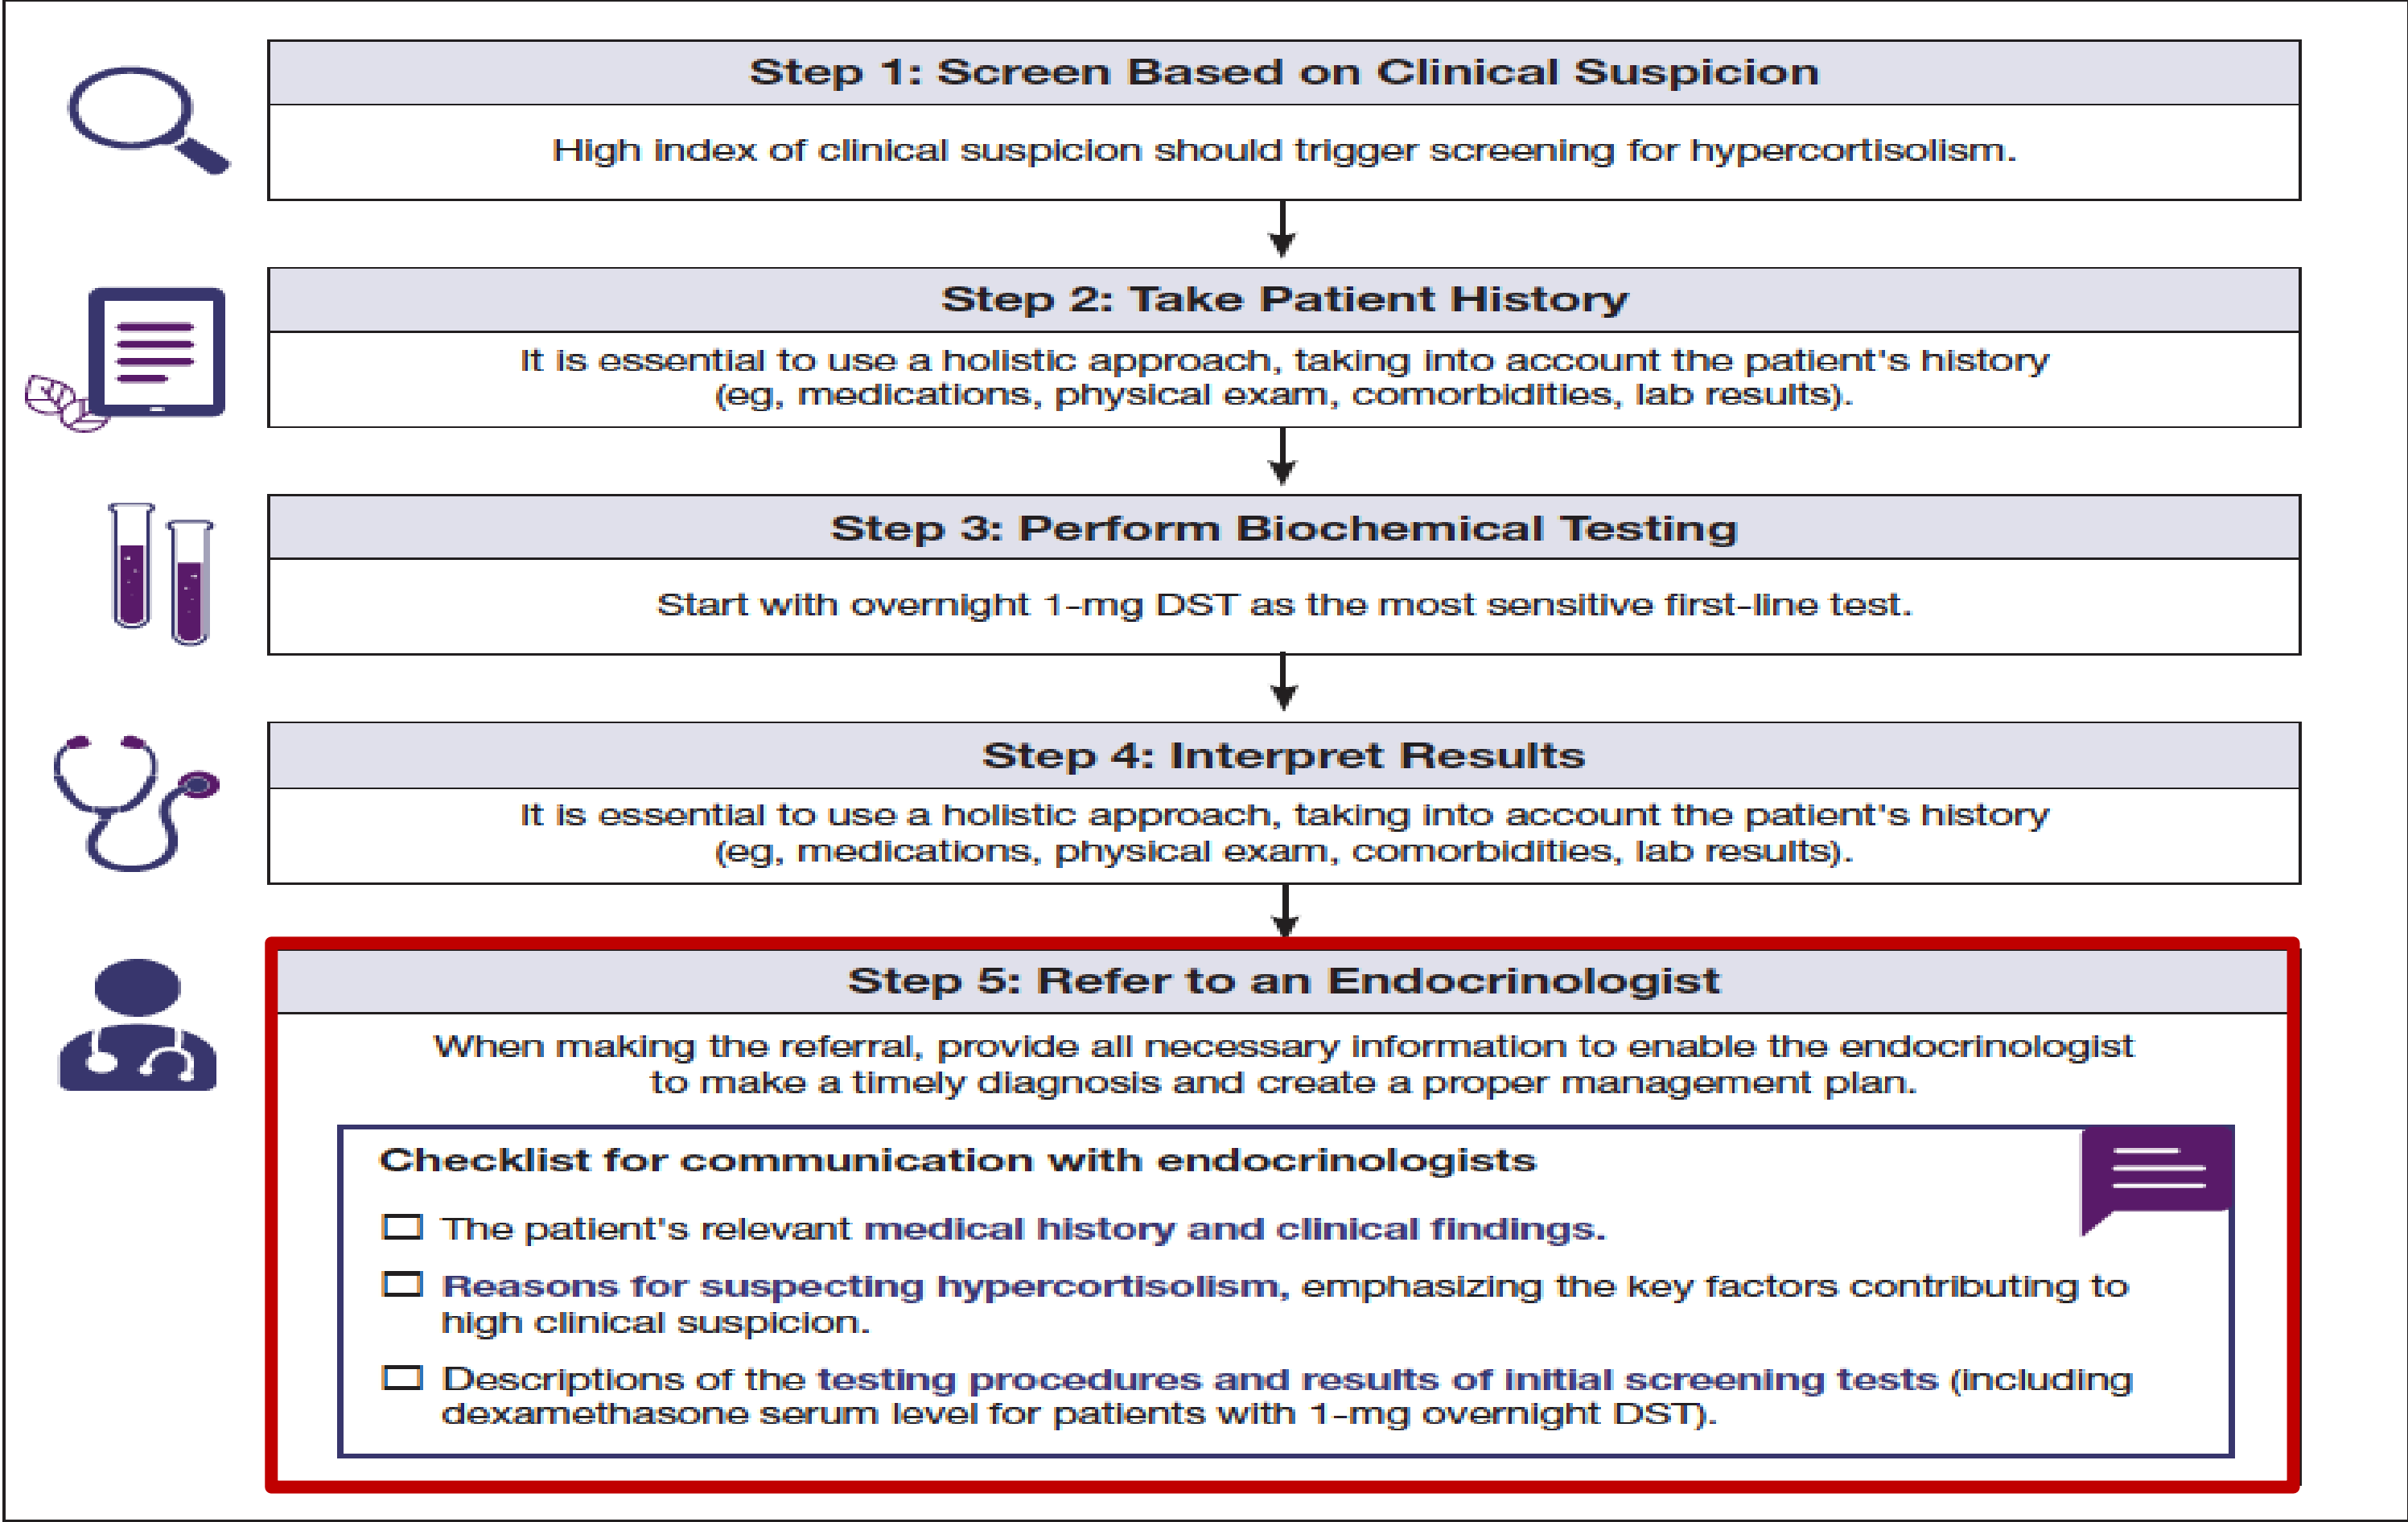 Step 1: Screen Based on Clinical Suspicion
High index of clinical suspicion should trigger screening for hypercortisolism.
Step 2: Take Patient History
It is essential to use a holistic approach, taking into account the patient's history
(eg, medications, physical exam, comorbidities, lab results).
Step 3: Perform Biochemical Testing
Start with overnight 1-mg DST as the most sensitive first-line test.
Step 4: Interpret Results
It is essential to use a holistic approach, taking into account the patient's history
(eg, medications, physical exam, comorbidities, lab results).
Step 5: Refer to an Endocrinologist
When making the referral, provide all necessary information to enable the endocrinologist
to make a timely diagnosis and create a proper management plan.
Checklist for communication with endocrinologists
The patient's relevant medical history and clinical findings.
Reasons for suspecting hypercortisolism, emphasizing the key factors contributing to
high clinical suspicion.
Descriptions of the testing procedures and results of initial screening tests (including
dexamethasone serum level for patients with 1-mg overnight DST).